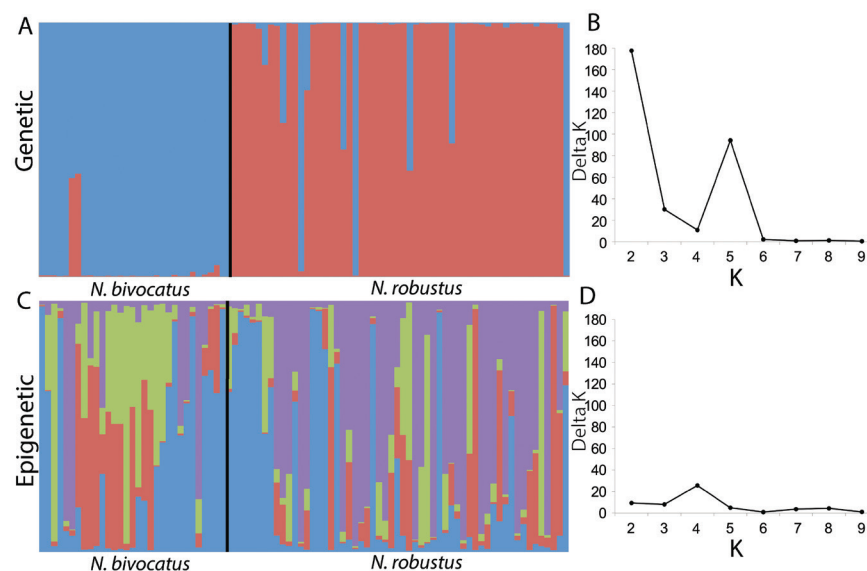 A
Genetic
N. bivocatus
N. robustus
B
Delta K
180
160
140
120
100
80
60
40
20
0
2 3 4 5 6 7 8 9
K
C
Epigenetic
N. bivocatus
N. robustus
D
Delta K
180
160
140
120
100
80
60
40
20
0
2 3 4 5 6 7 8 9
K